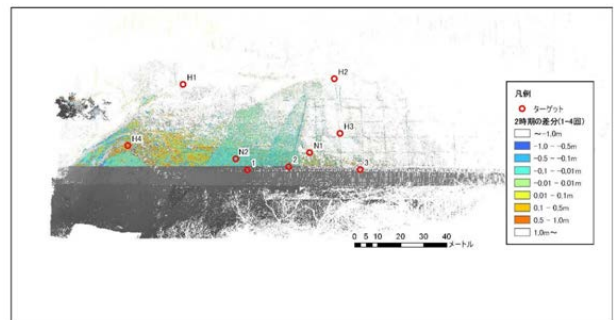 H1
H2
H3
H4
N1
N2
1
2
3
0 5 10 20 30 40
メートル
凡例
ターゲット
2時期の差分(1-4回)
~-1.0m
-1.0 - -0.5m
-0.5 - -0.1m
-0.1 - -0.01m
-0.01 - 0.01m
0.01 - 0.1m
0.1 - 0.5m
0.5 - 1.0m
1.0m~